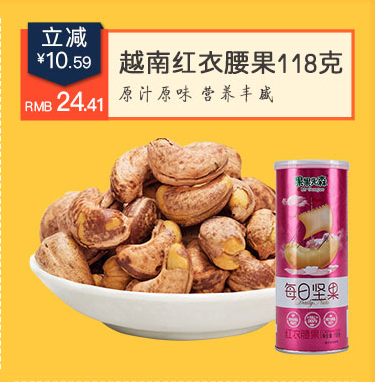 立减
¥10.59
RMB 24.41
越南红衣腰果118克
原汁原味 营养丰盛
每日坚果
红衣腰果